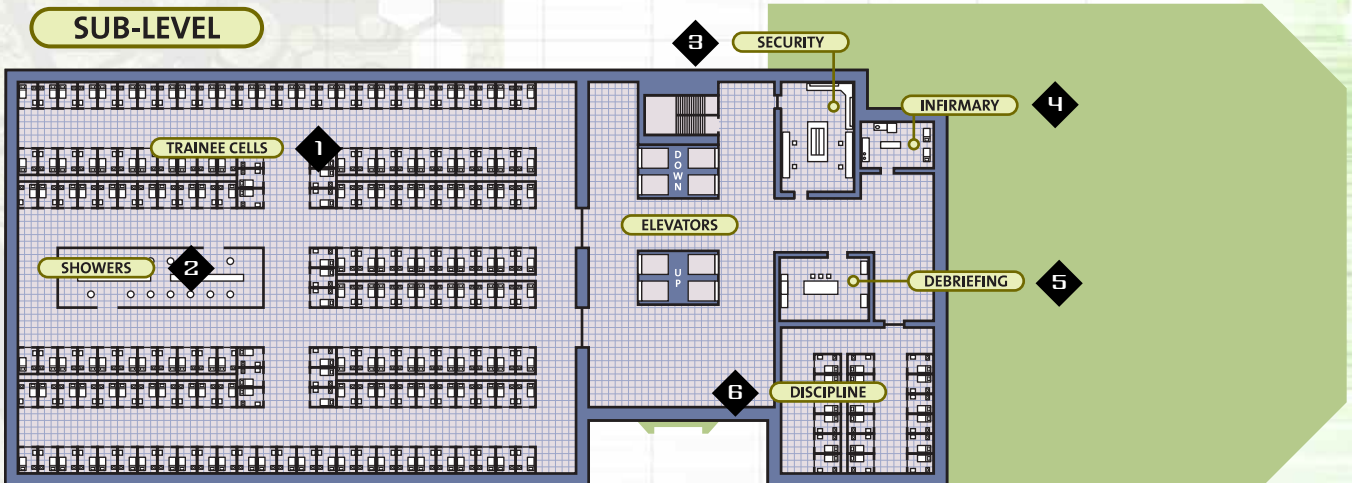 SUB-LEVEL
3
SECURITY
INFIRMARY
4
TRAINEE CELLS
1
DOWN
ELEVATORS
SHOWERS
2
UP
DEBRIEFING
5
6
DISCIPLINE